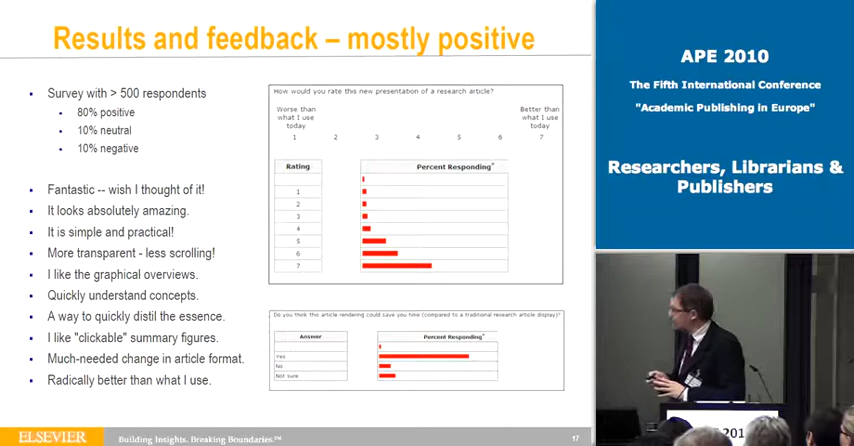 Results and feedback – mostly positive
Survey with > 500 respondents
80% positive
10% neutral
10% negative
Fantastic -- wish I thought of it!
It looks absolutely amazing.
It is simple and practical!
More transparent - less scrolling!
I like the graphical overviews.
Quickly understand concepts.
A way to quickly distil the essence.
I like "clickable" summary figures.
Much-needed change in article format.
Radically better than what I use.
How would you rate this new presentation of a research article?
Worse than
what I use
today
Better than
what I use
today
1 2 3 4 5 6 7
Rating Percent Responding*
1
2
3
4
5
6
7
Do you think this article rendering could save you time (compared to a traditional research article display)?
Answer Percent Responding*
Yes
No
Not sure
ELSEVIER Building Insights. Breaking Boundaries.™ 17
APE 2010
The Fifth International Conference
"Academic Publishing in Europe"
Researchers, Librarians &
Publishers